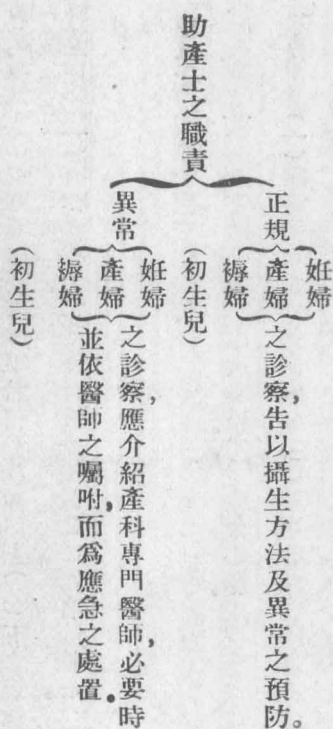 助產士之職責
正規
姙婦
產婦
褥婦
之診察，告以攝生方法及異常之預防。
（初生兒）
異常
姙婦
產婦
褥婦
之診察，應介紹產科專門醫師，必要時
並依醫師之囑咐，而爲應急之處置。
（初生兒）